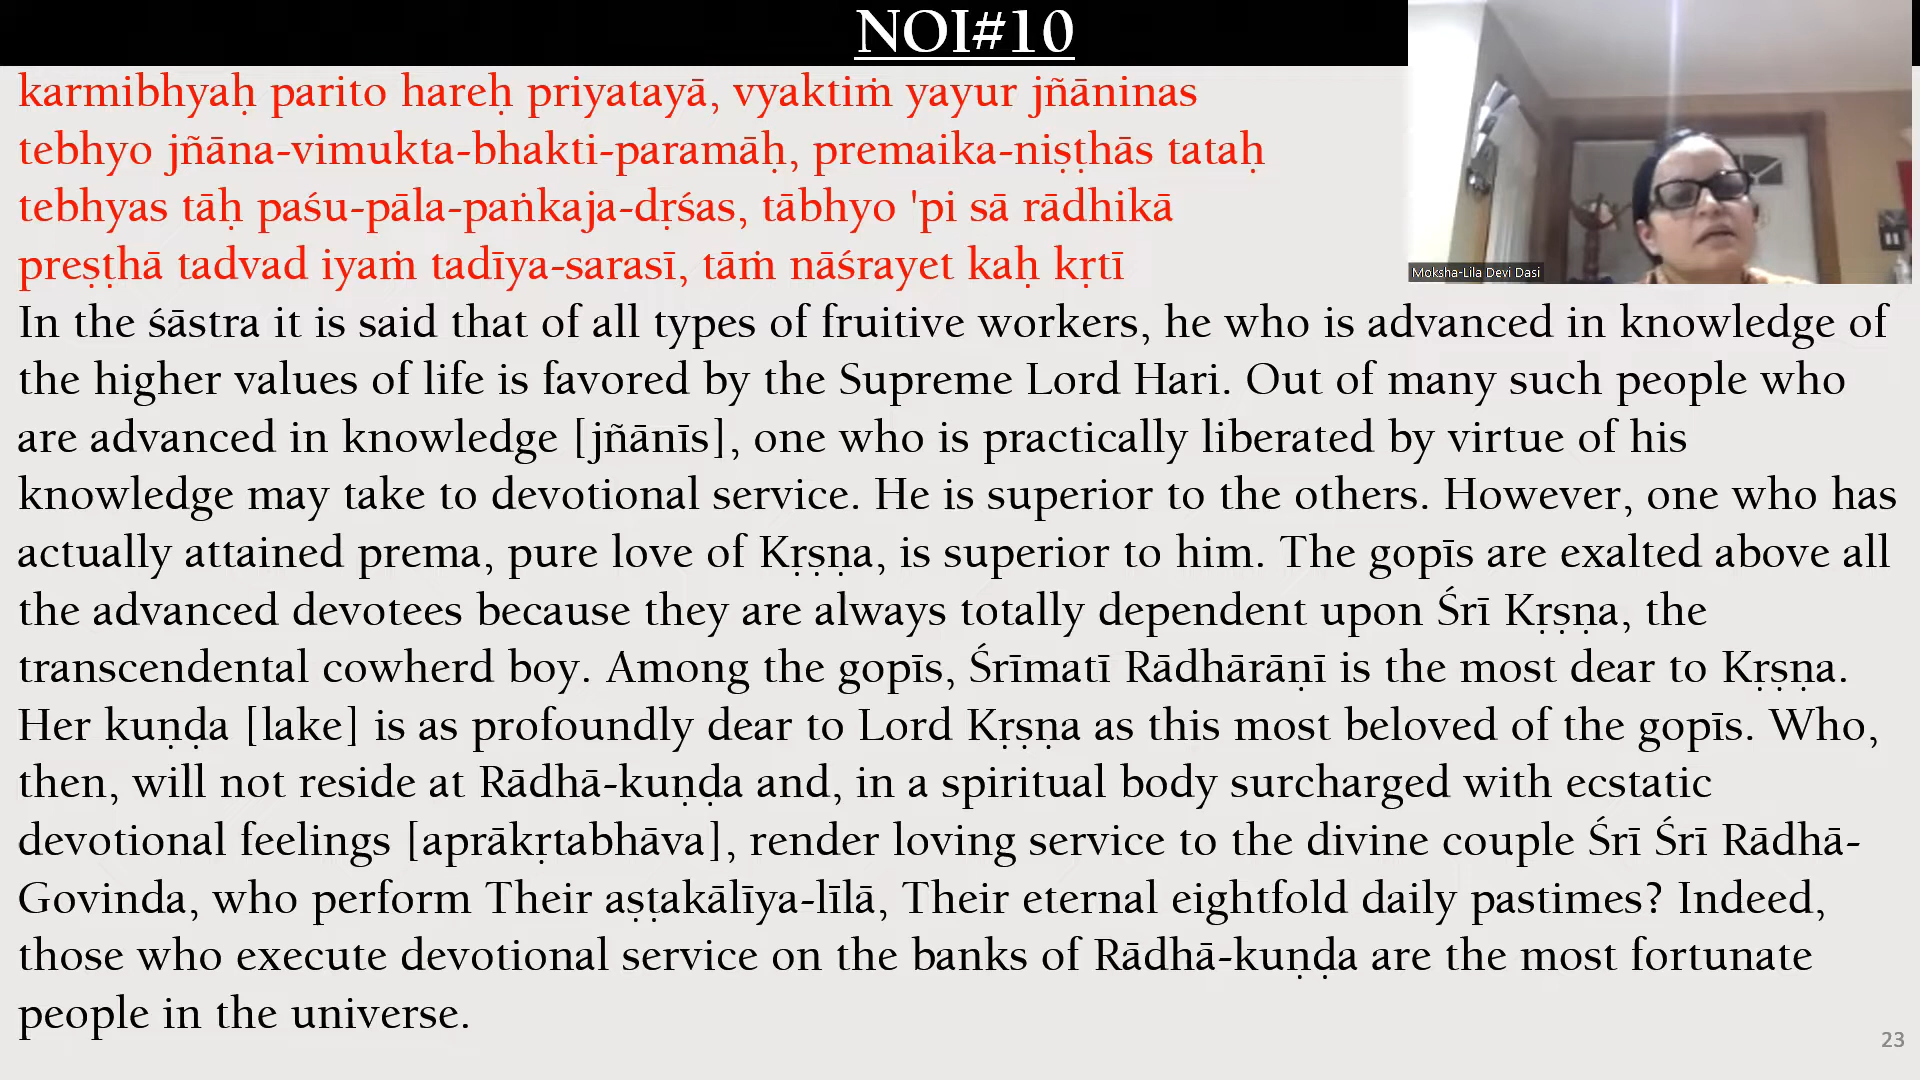 NOI#10
karmibhyaḥ parito hareḥ priyatayā, vyaktiṁ yayur jñāninas
tebhyo jñāna-vimukta-bhakti-paramāḥ, premaika-niṣṭhās tataḥ
tebhyas tāḥ paśu-pāla-paṅkaja-dṛśas, tābhyo 'pi sā rādhikā
preṣṭhā tadvad iyaṁ tadīya-sarasī, tāṁ nāśrayet kaḥ kṛtī
Moksha-Lila Devi Dasi
In the śāstra it is said that of all types of fruitive workers, he who is advanced in knowledge of
the higher values of life is favored by the Supreme Lord Hari. Out of many such people who
are advanced in knowledge [jñānīs], one who is practically liberated by virtue of his
knowledge may take to devotional service. He is superior to the others. However, one who has
actually attained prema, pure love of Kṛṣṇa, is superior to him. The gopīs are exalted above all
the advanced devotees because they are always totally dependent upon Śrī Kṛṣṇa, the
transcendental cowherd boy. Among the gopīs, Śrīmatī Rādhārāṇī is the most dear to Kṛṣṇa.
Her kuṇḍa [lake] is as profoundly dear to Lord Kṛṣṇa as this most beloved of the gopīs. Who,
then, will not reside at Rādhā-kuṇḍa and, in a spiritual body surcharged with ecstatic
devotional feelings [aprākṛtabhāva], render loving service to the divine couple Śrī Śrī Rādhā-
Govinda, who perform Their aṣṭakālīya-līlā, Their eternal eightfold daily pastimes? Indeed,
those who execute devotional service on the banks of Rādhā-kuṇḍa are the most fortunate
people in the universe.
23